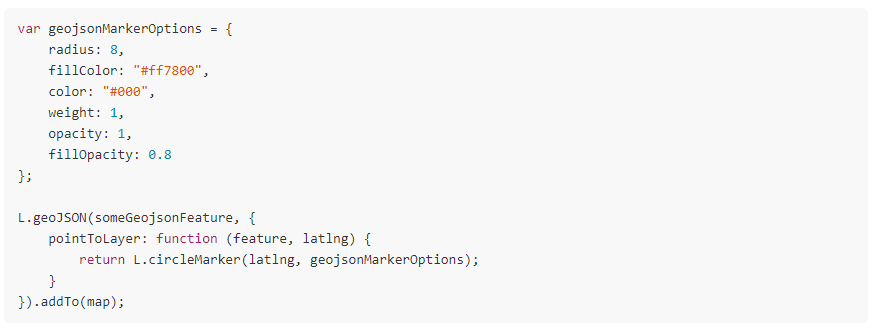 var geojsonMarkerOptions = {
    radius: 8,
    fillColor: "#ff7800",
    color: "#000",
    weight: 1,
    opacity: 1,
    fillOpacity: 0.8
};

L.geoJSON(someGeojsonFeature, {
    pointToLayer: function (feature, latlng) {
        return L.circleMarker(latlng, geojsonMarkerOptions);
    }
}).addTo(map);